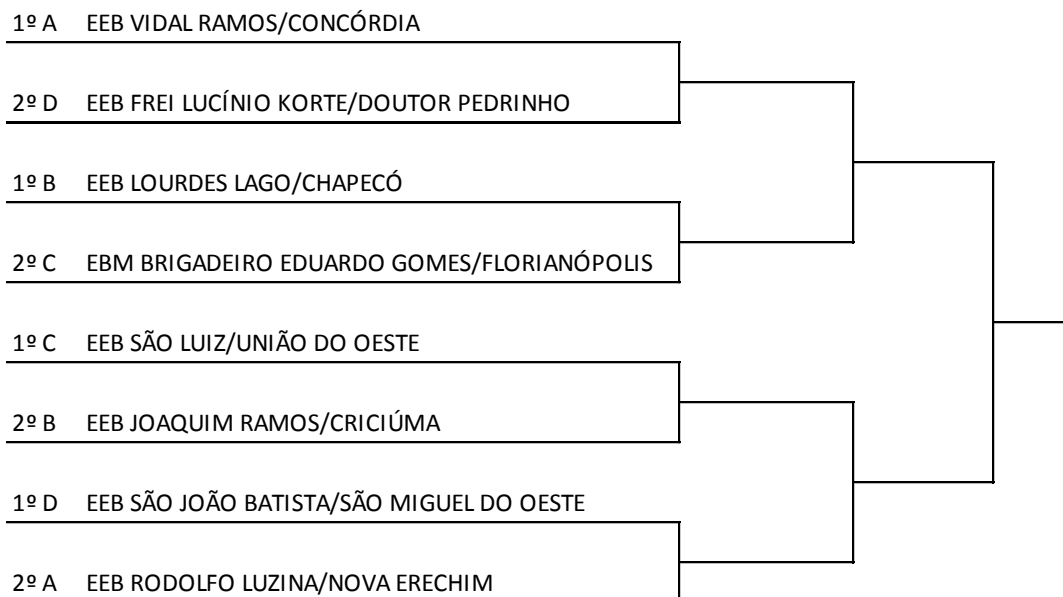 1º A EEB VIDAL RAMOS/CONCÓRDIA
2º D EEB FREI LUCÍNIO KORTE/DOUTOR PEDRINHO
1º B EEB LOURDES LAGO/CHAPECÓ
2º C EBM BRIGADEIRO EDUARDO GOMES/FLORIANÓPOLIS
1º C EEB SÃO LUIZ/UNIÃO DO OESTE
2º B EEB JOAQUIM RAMOS/CRICIÚMA
1º D EEB SÃO JOÃO BATISTA/SÃO MIGUEL DO OESTE
2º A EEB RODOLFO LUZINA/NOVA ERECHIM